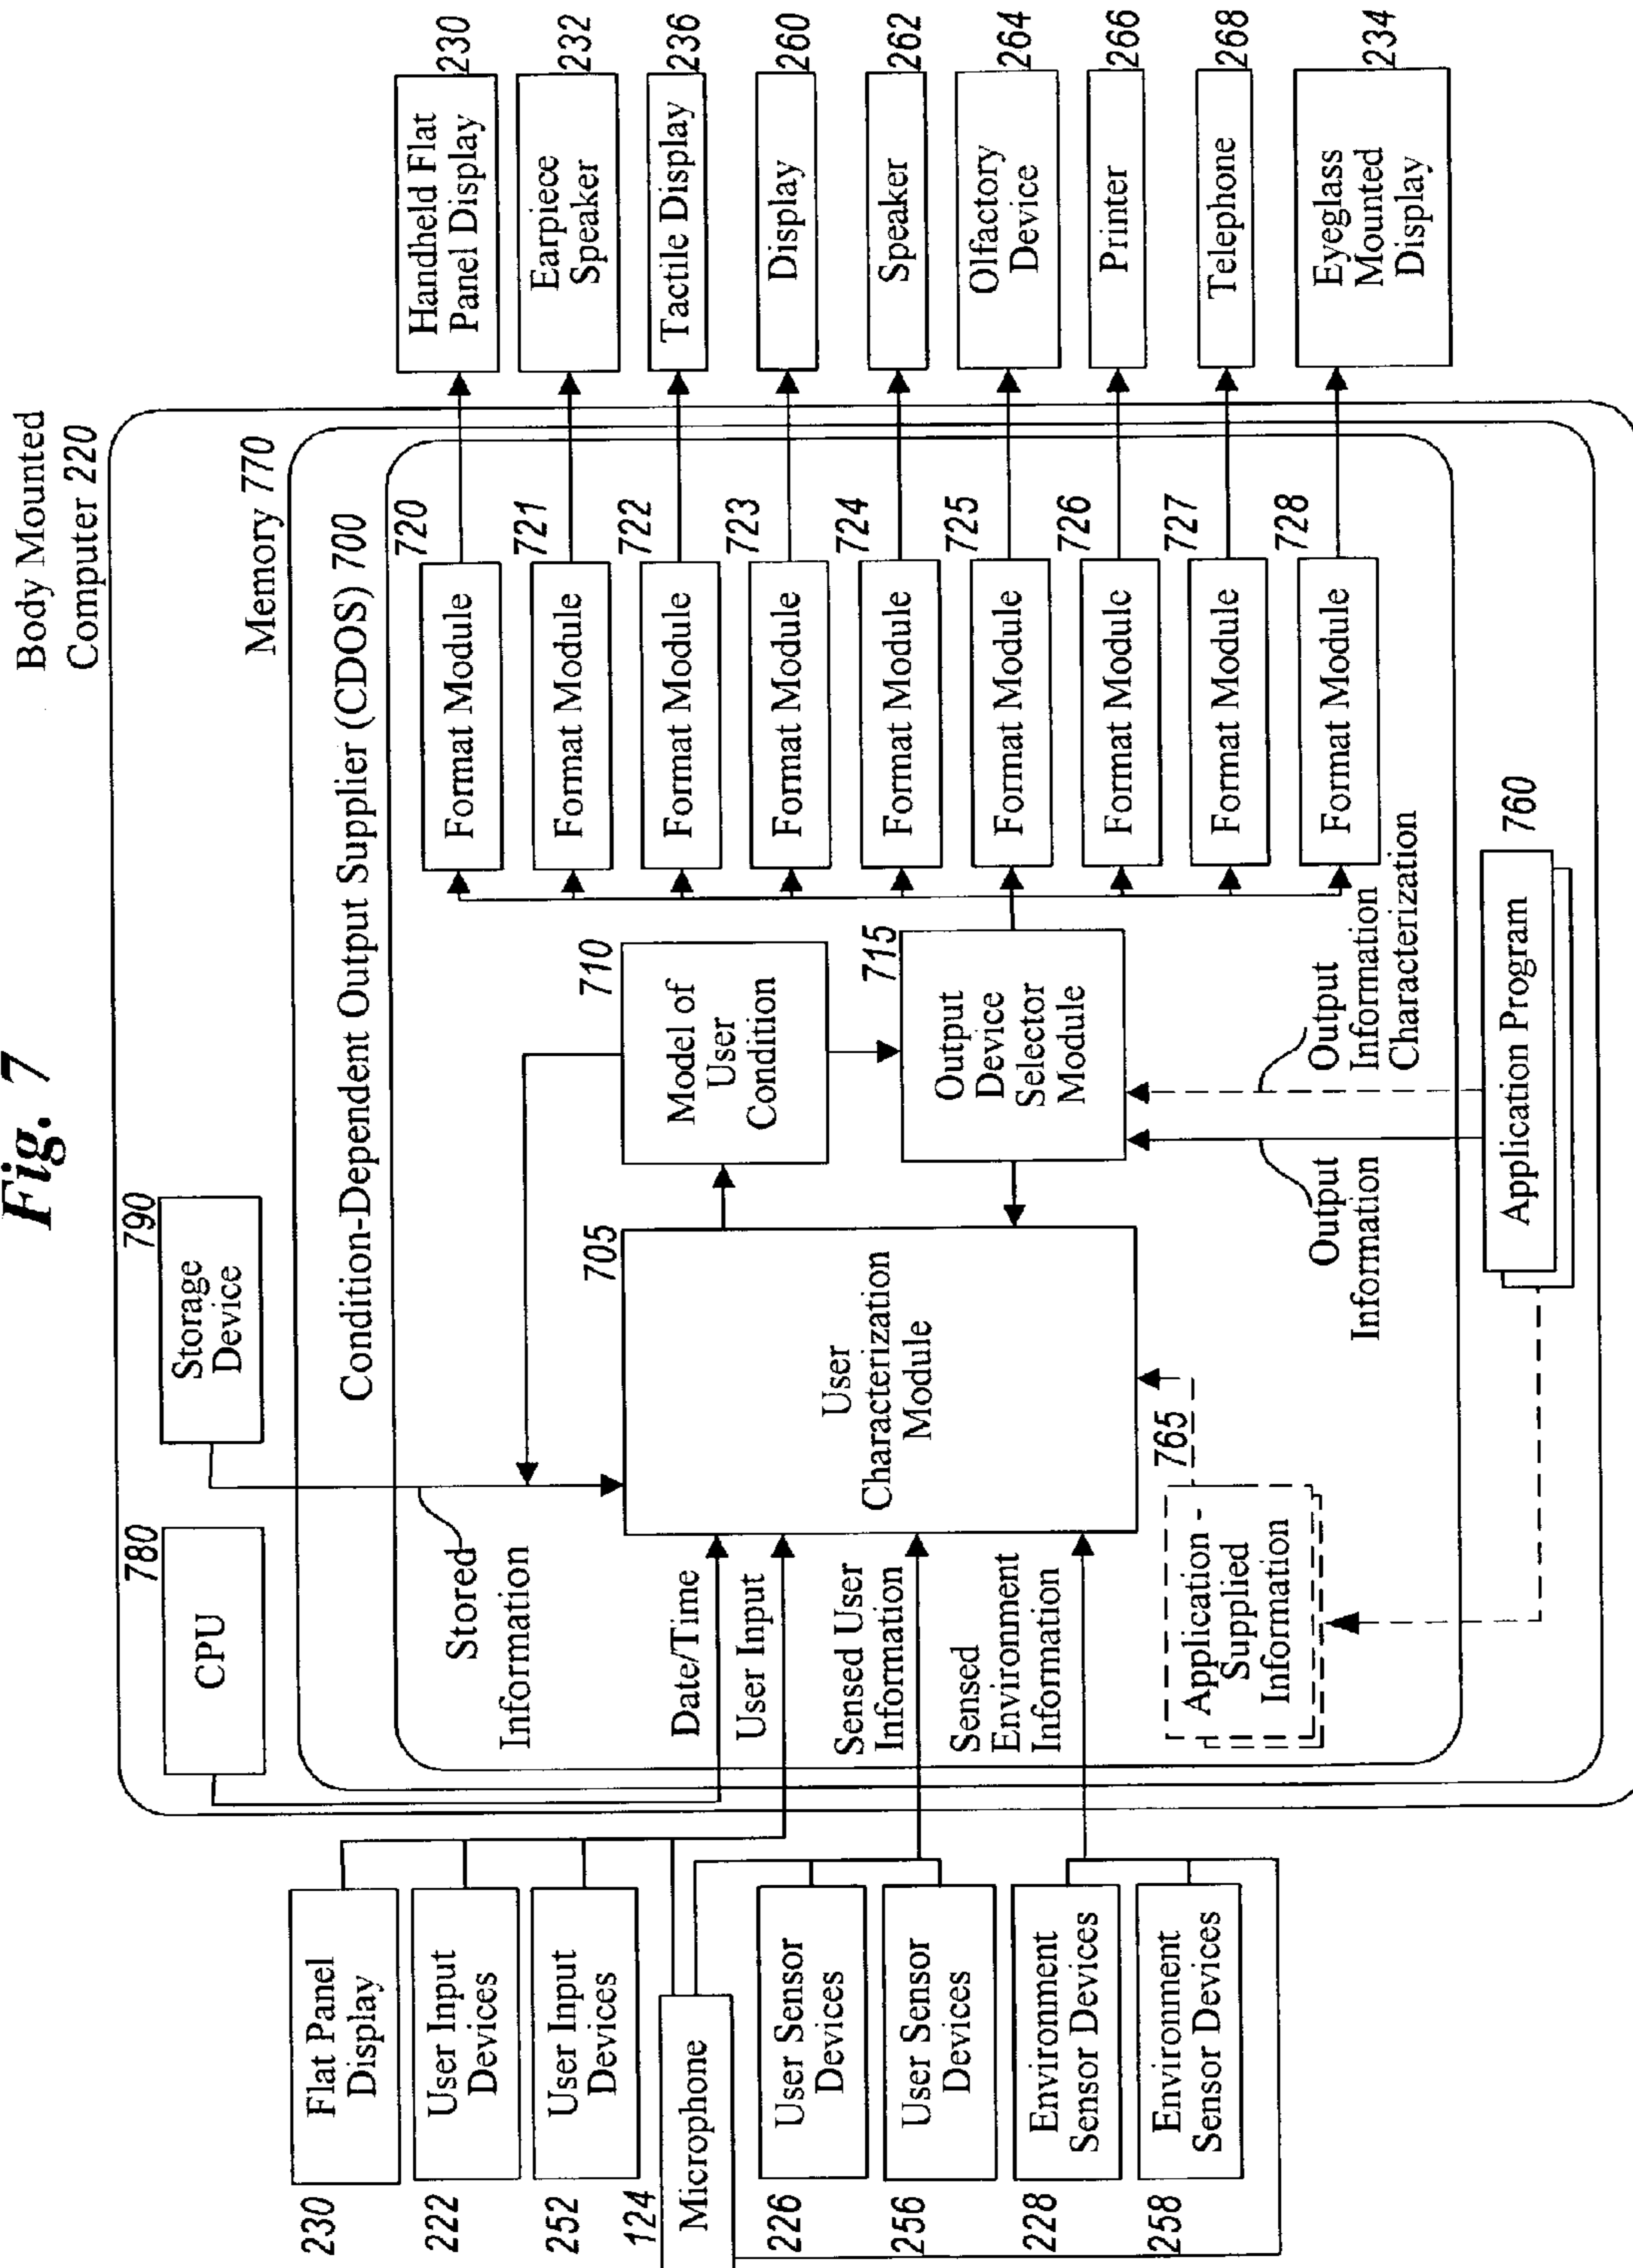 Fig. 7
Body Mounted
Computer 220
780
CPU
790
Storage
Device
Memory 770
Condition-Dependent Output Supplier (CDOS) 700
230
Flat Panel
Display
222
User Input
Devices
252
User Input
Devices
124
Microphone
226
User Sensor
Devices
256
User Sensor
Devices
228
Environment
Sensor Devices
258
Environment
Sensor Devices
Stored
Information
Date/Time
User Input
Sensed User
Information
Sensed
Environment
Information
705
User
Characterization
Module
710
Model of
User
Condition
715
Output
Device
Selector
Module
765
Application -
Supplied
Information
Output
Information
Output
Information
Characterization
760
Application Program
720
Format Module
721
Format Module
722
Format Module
723
Format Module
724
Format Module
725
Format Module
726
Format Module
727
Format Module
728
Format Module
Handheld Flat
Panel Display
230
Earpiece
Speaker
232
Tactile Display
236
Display
260
Speaker
262
Olfactory
Device
264
Printer
266
Telephone
268
Eyeglass
Mounted
Display
234